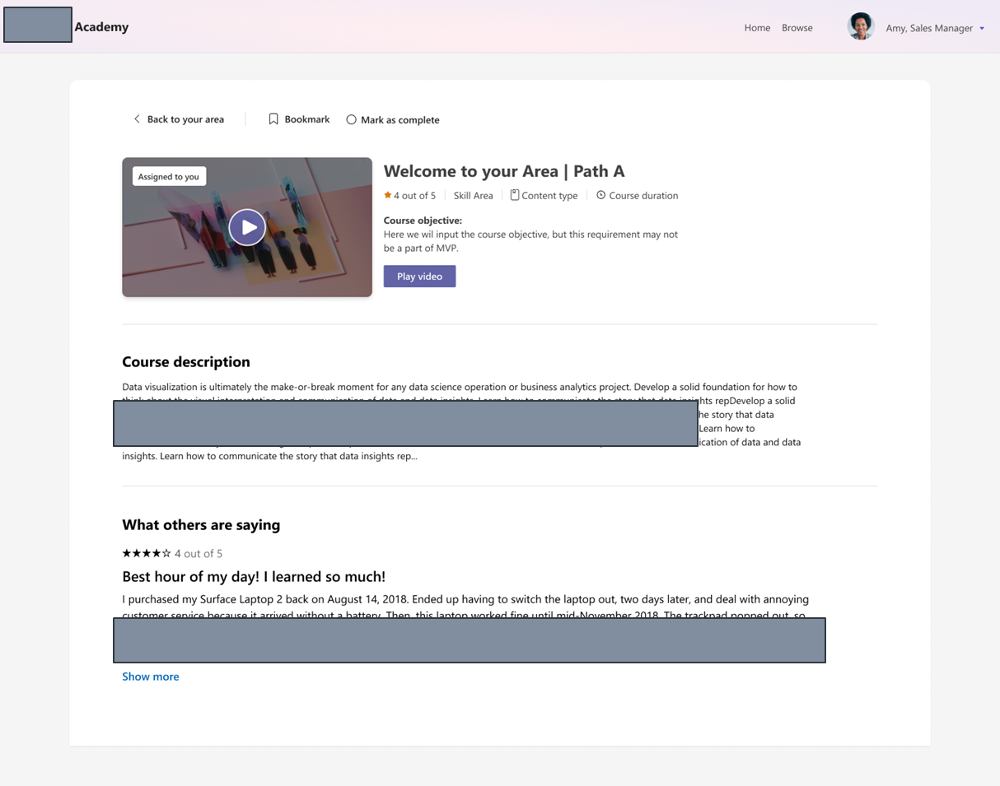 Academy
Home Browse Amy, Sales Manager
Back to your area Bookmark Mark as complete
Assigned to you
Welcome to your Area | Path A
4 out of 5 Skill Area Content type Course duration
Course objective:
Here we wil input the course objective, but this requirement may not
be a part of MVP.
Play video
Course description
Data visualization is ultimately the make-or-break moment for any data science operation or business analytics project. Develop a solid foundation for how to
think about the visual interpretation and communication of data and data insights. Learn how to communicate the story that data insights repDevelop a solid
the story that data
Learn how to
of data and data
insights. Learn how to communicate the story that data insights rep...
What others are saying
★★★★☆ 4 out of 5
Best hour of my day! I learned so much!
I purchased my Surface Laptop 2 back on August 14, 2018. Ended up having to switch the laptop out, two days later, and deal with annoying
customer service because it arrived without a battery. Then, this laptop worked fine until mid-November 2018. The trackpad popped out, so
Show more